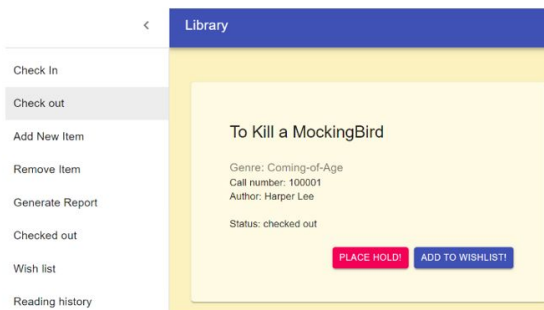 Library
Check In
Check out
Add New Item
Remove Item
Generate Report
Checked out
Wish list
Reading history
To Kill a MockingBird
Genre: Coming-of-Age
Call number: 100001
Author: Harper Lee
Status: checked out
PLACE HOLD! ADD TO WISHLIST!